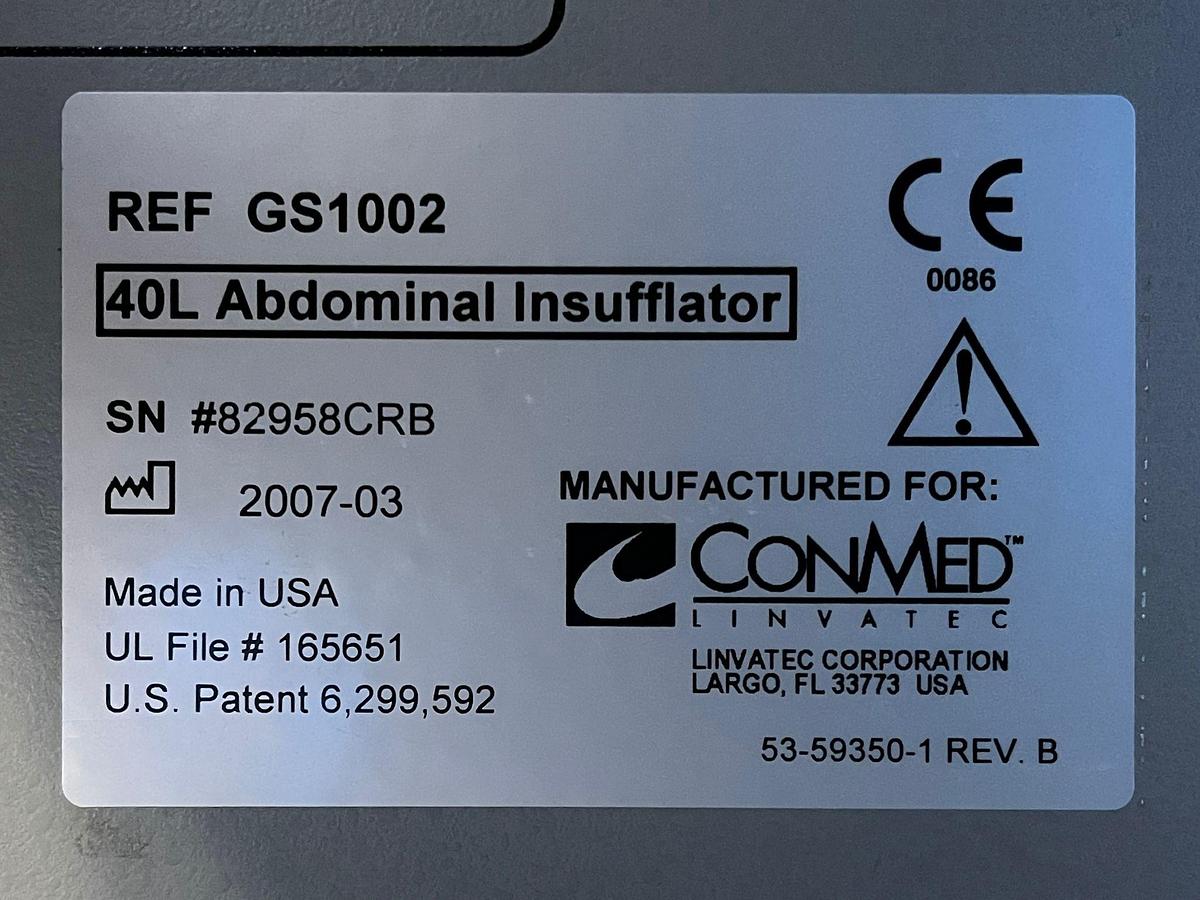 REF GS1002
40L Abdominal Insufflator
SN #82958CRB
2007-03
Made in USA
UL File # 165651
U.S. Patent 6,299,592
CE
0086
!
MANUFACTURED FOR:
CONMED™
LINVATEC
LINVATEC CORPORATION
LARGO, FL 33773 USA
53-59350-1 REV. B